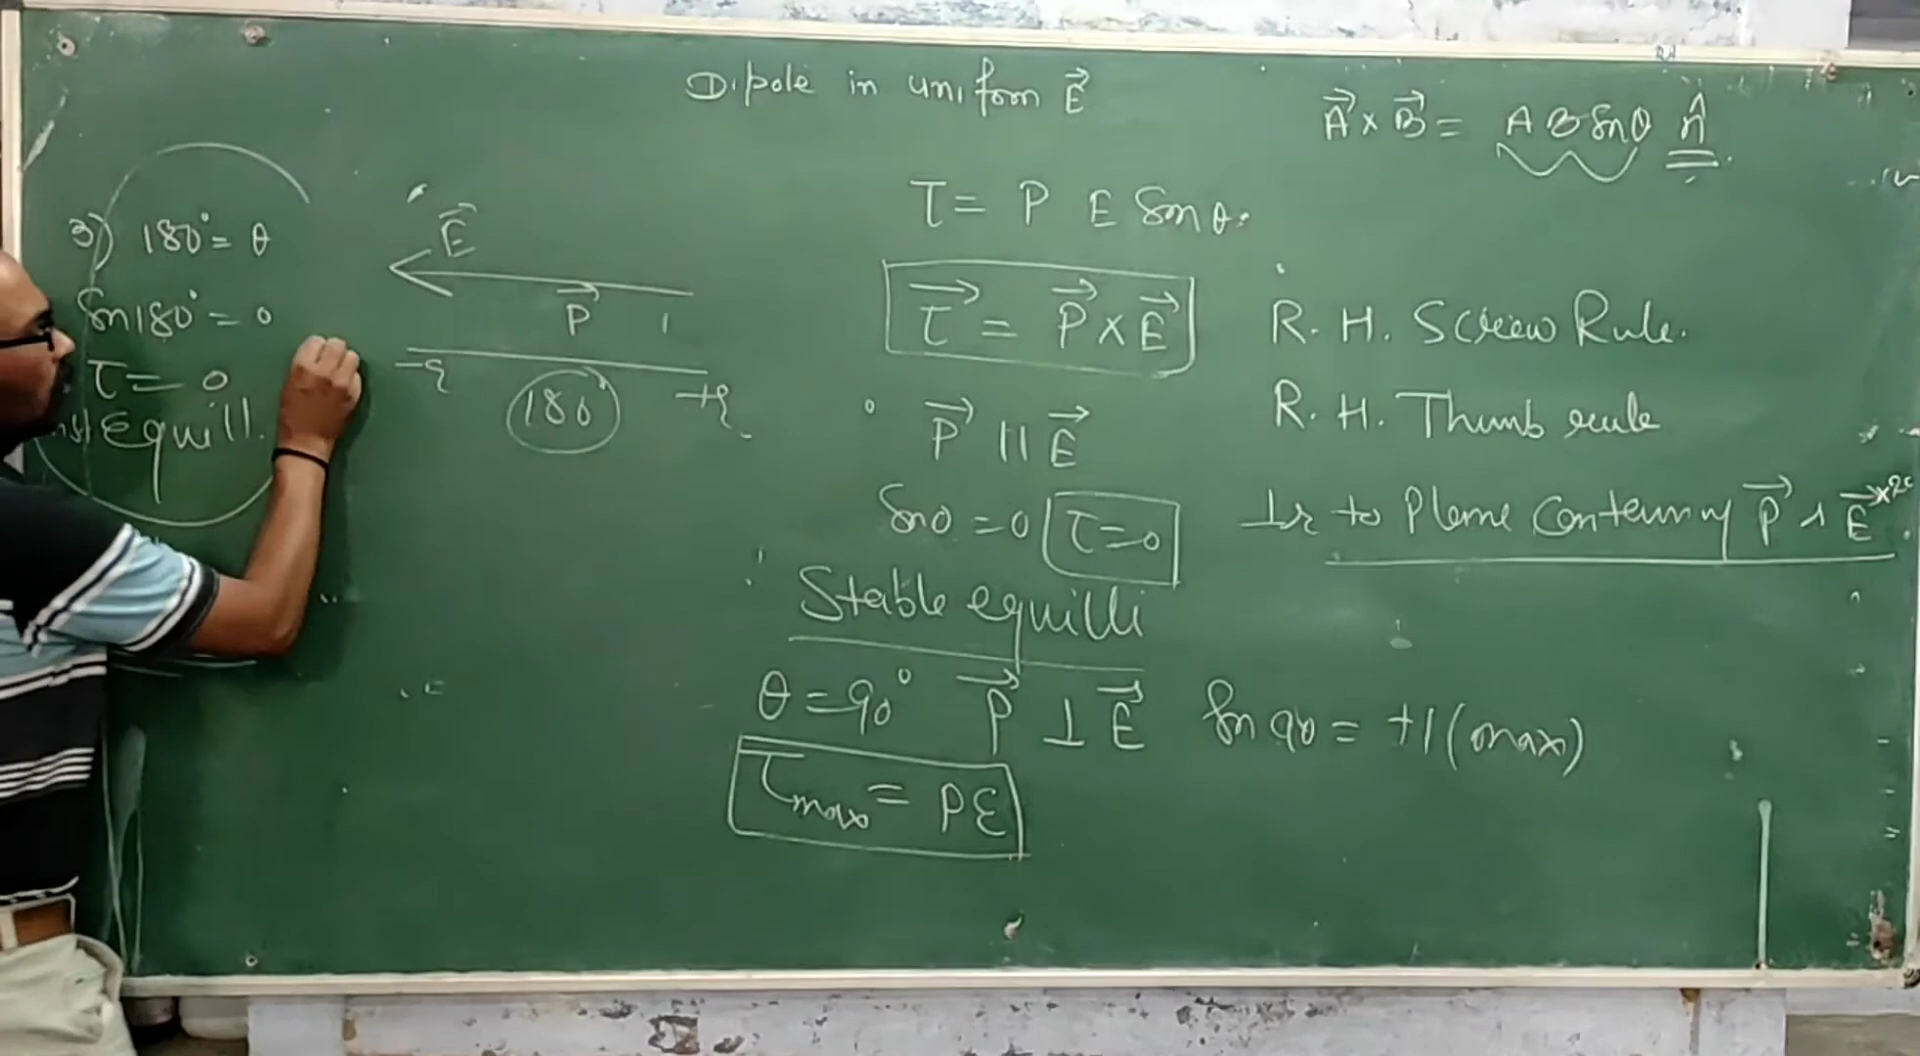 Dipole in uniform E⃗
A⃗ × B⃗ = A B Sinθ n̂
τ = P E Sinθ
τ⃗ = P⃗ × E⃗
R. H. Screw Rule.
R. H. Thumb rule
⊥r to Plane Containing P⃗ & E⃗
P⃗ || E⃗
Sin0 = 0 τ = 0
Stable equilli
θ = 90° P⃗ ⊥ E⃗ Sin 90 = +1 (max)
τmax = PE
3) 180° = θ
Sin180° = 0
τ = 0
Equill.
E⃗
P⃗
-q +q
180°